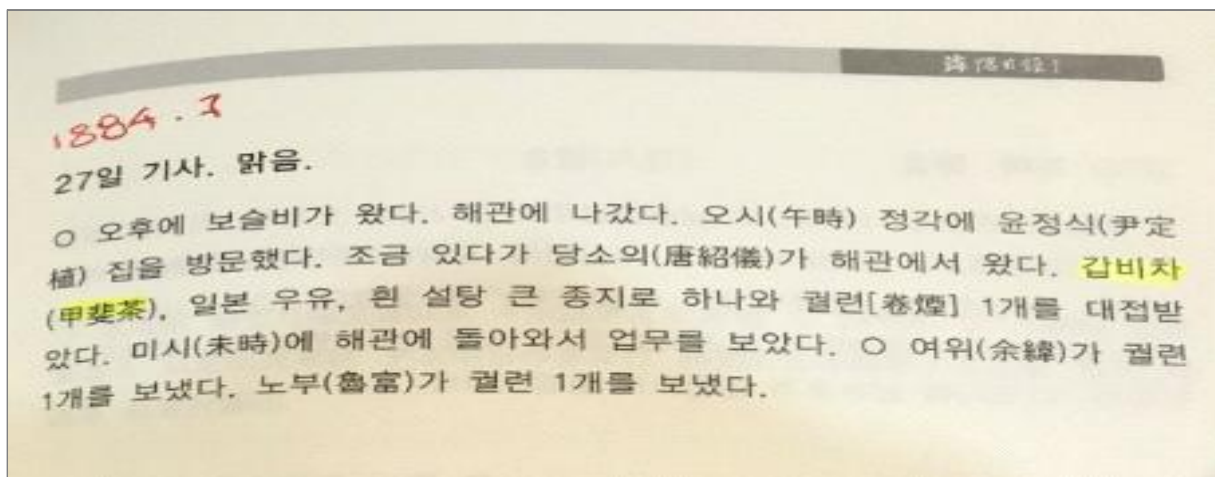 1884. 7
27일 기사. 맑음.
○ 오후에 보슬비가 왔다. 해관에 나갔다. 오시(午時) 정각에 윤정식(尹定
植) 집을 방문했다. 조금 있다가 당소의(唐紹儀)가 해관에서 왔다. 갑비차
(甲斐茶), 일본 우유, 흰 설탕 큰 종지로 하나와 궐련[卷煙] 1개를 대접받
았다. 미시(未時)에 해관에 돌아와서 업무를 보았다. ○ 여위(余緯)가 궐련
1개를 보냈다. 노부(魯富)가 궐련 1개를 보냈다.